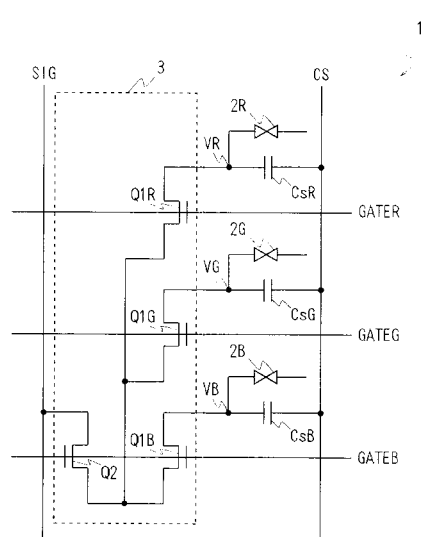 1
SIG
3
CS
2R
VR
CsR
Q1R
GATER
2G
VG
CsG
Q1G
GATEG
2B
VB
CsB
Q1B
Q2
GATEB